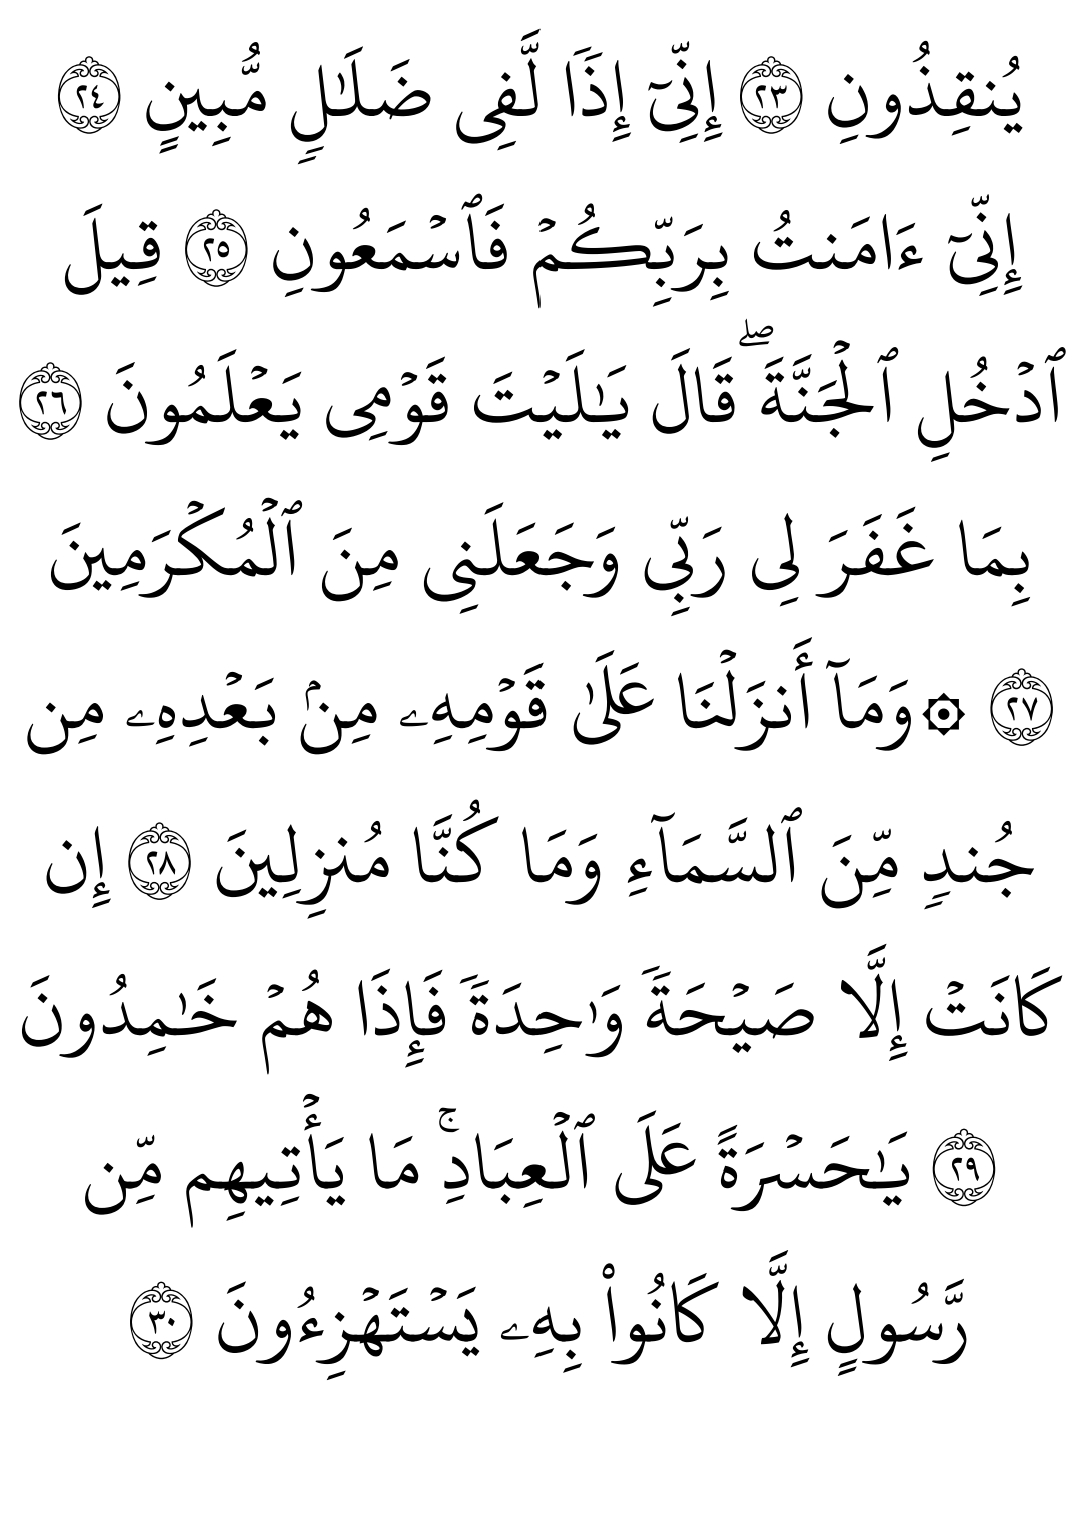 يُنقِذُونِ ٢٣ إِنِّيٓ إِذٗا لَّفِي ضَلَٰلٖ مُّبِينٍ ٢٤
إِنِّيٓ ءَامَنتُ بِرَبِّكُمۡ فَٱسۡمَعُونِ ٢٥ قِيلَ
ٱدۡخُلِ ٱلۡجَنَّةَۖ قَالَ يَٰلَيۡتَ قَوۡمِي يَعۡلَمُونَ ٢٦
بِمَا غَفَرَ لِي رَبِّي وَجَعَلَنِي مِنَ ٱلۡمُكۡرَمِينَ
٢٧ ۞ وَمَآ أَنزَلۡنَا عَلَىٰ قَوۡمِهِۦ مِنۢ بَعۡدِهِۦ مِن
جُندٖ مِّنَ ٱلسَّمَآءِ وَمَا كُنَّا مُنزِلِينَ ٢٨ إِن
كَانَتۡ إِلَّا صَيۡحَةٗ وَٰحِدَةٗ فَإِذَا هُمۡ خَٰمِدُونَ
٢٩ يَٰحَسۡرَةً عَلَى ٱلۡعِبَادِۚ مَا يَأۡتِيهِم مِّن
رَّسُولٍ إِلَّا كَانُواْ بِهِۦ يَسۡتَهۡزِءُونَ ٣٠